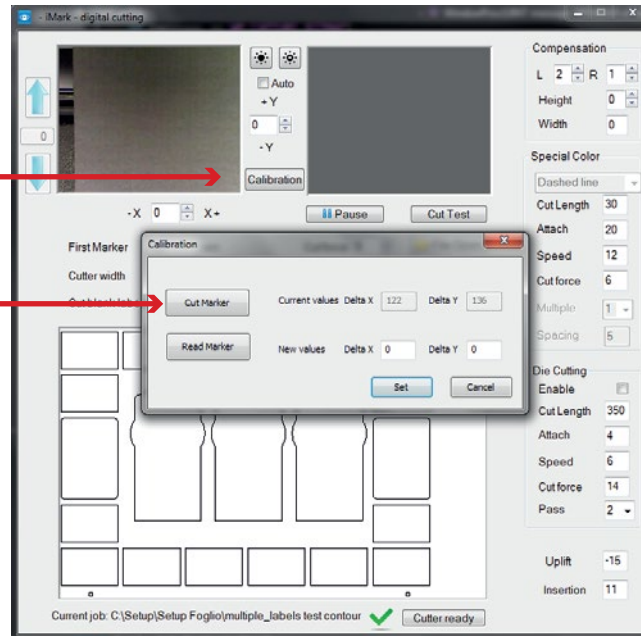 - iMark - digital cutting
Auto
+ Y
0
0
- Y
Calibration
-X 0 X+
Pause
Cut Test
First Marker
Cutter width
Calibration
Cut Marker
Current values Delta X 122 Delta Y 136
Read Marker
New values Delta X 0 Delta Y 0
Set
Cancel
Compensation
L 2 R 1
Height 0
Width 0
Special Color
Dashed line
Cut Length 30
Attach 20
Speed 12
Cut force 6
Multiple 1
Spacing 5
Die Cutting
Enable
Cut Length 350
Attach 4
Speed 6
Cut force 14
Pass 2
Uplift -15
Insertion 11
Current job: C:\Setup\Setup Foglio\multiple_labels test contour
Cutter ready